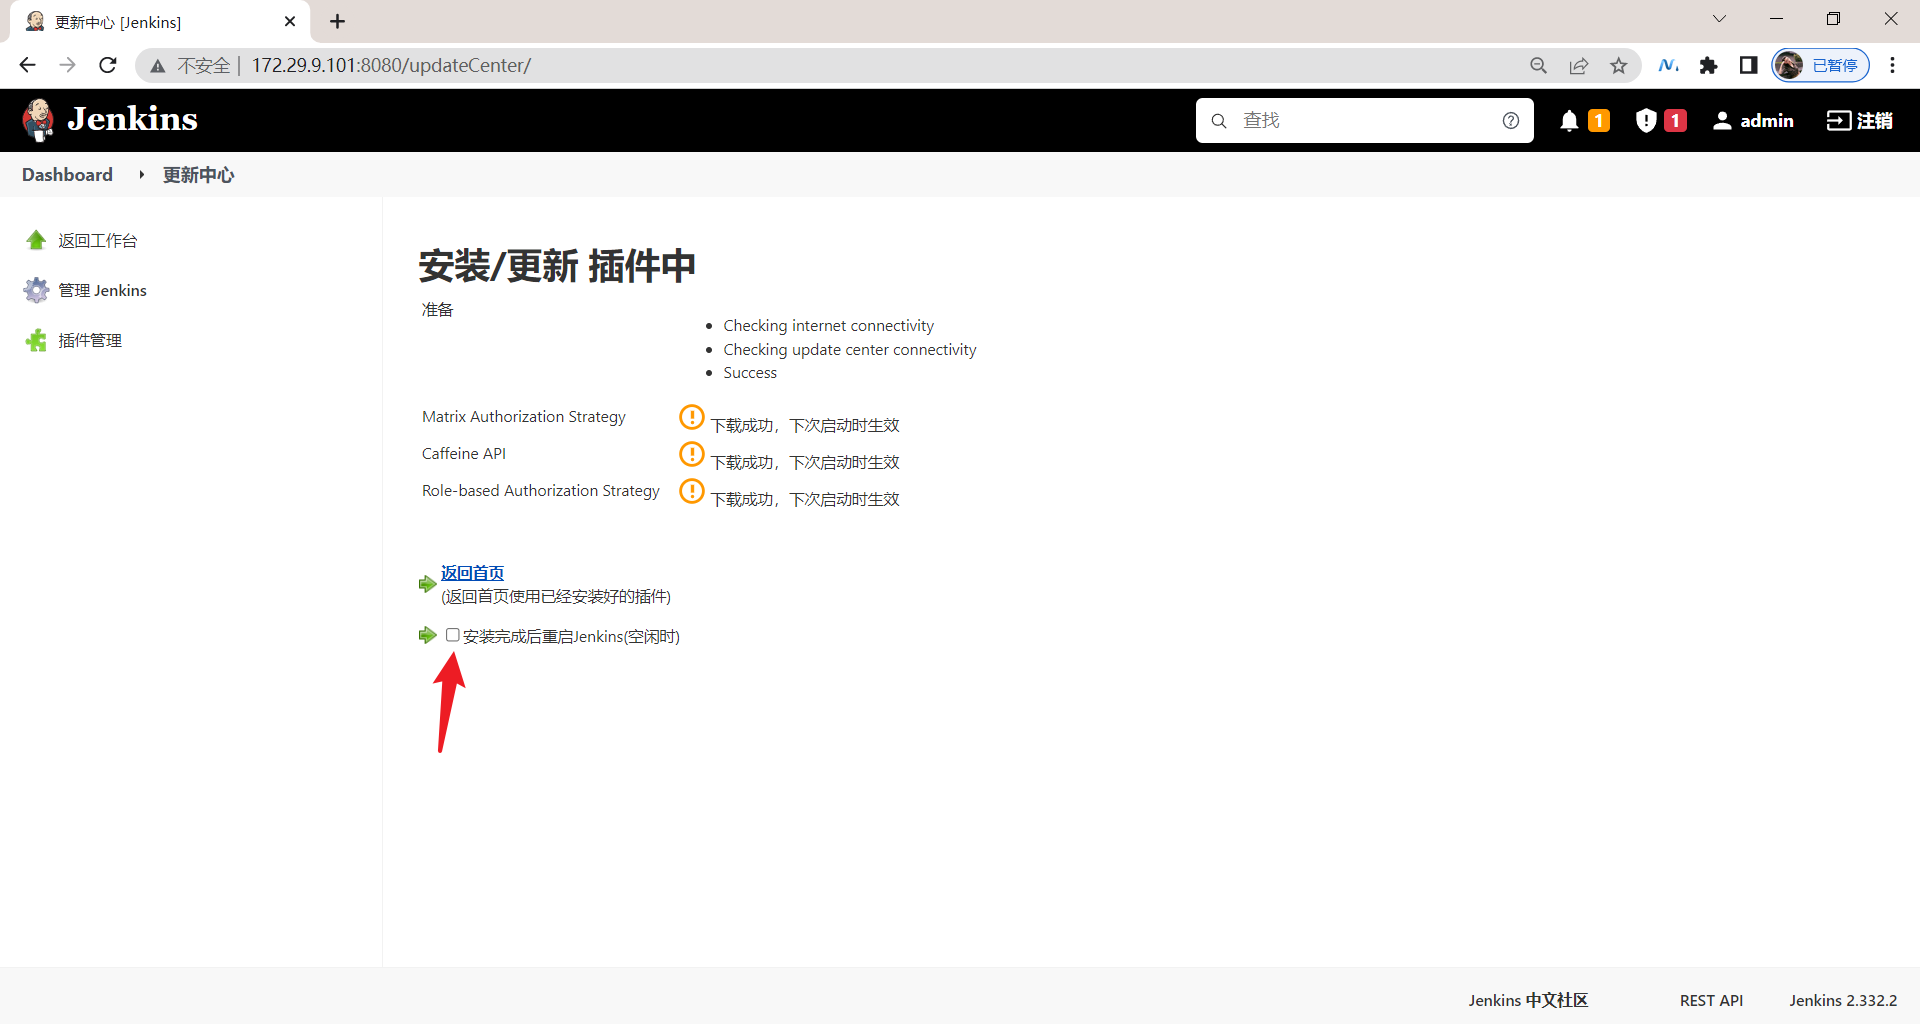 更新中心 [Jenkins]
不安全 | 172.29.9.101:8080/updateCenter/
已暂停
Jenkins
查找
1
1
admin
注销
Dashboard
更新中心
返回工作台
管理 Jenkins
插件管理
安装/更新 插件中
准备
Checking internet connectivity
Checking update center connectivity
Success
Matrix Authorization Strategy
下载成功，下次启动时生效
Caffeine API
下载成功，下次启动时生效
Role-based Authorization Strategy
下载成功，下次启动时生效
返回首页
(返回首页使用已经安装好的插件)
安装完成后重启Jenkins(空闲时)
Jenkins 中文社区
REST API
Jenkins 2.332.2